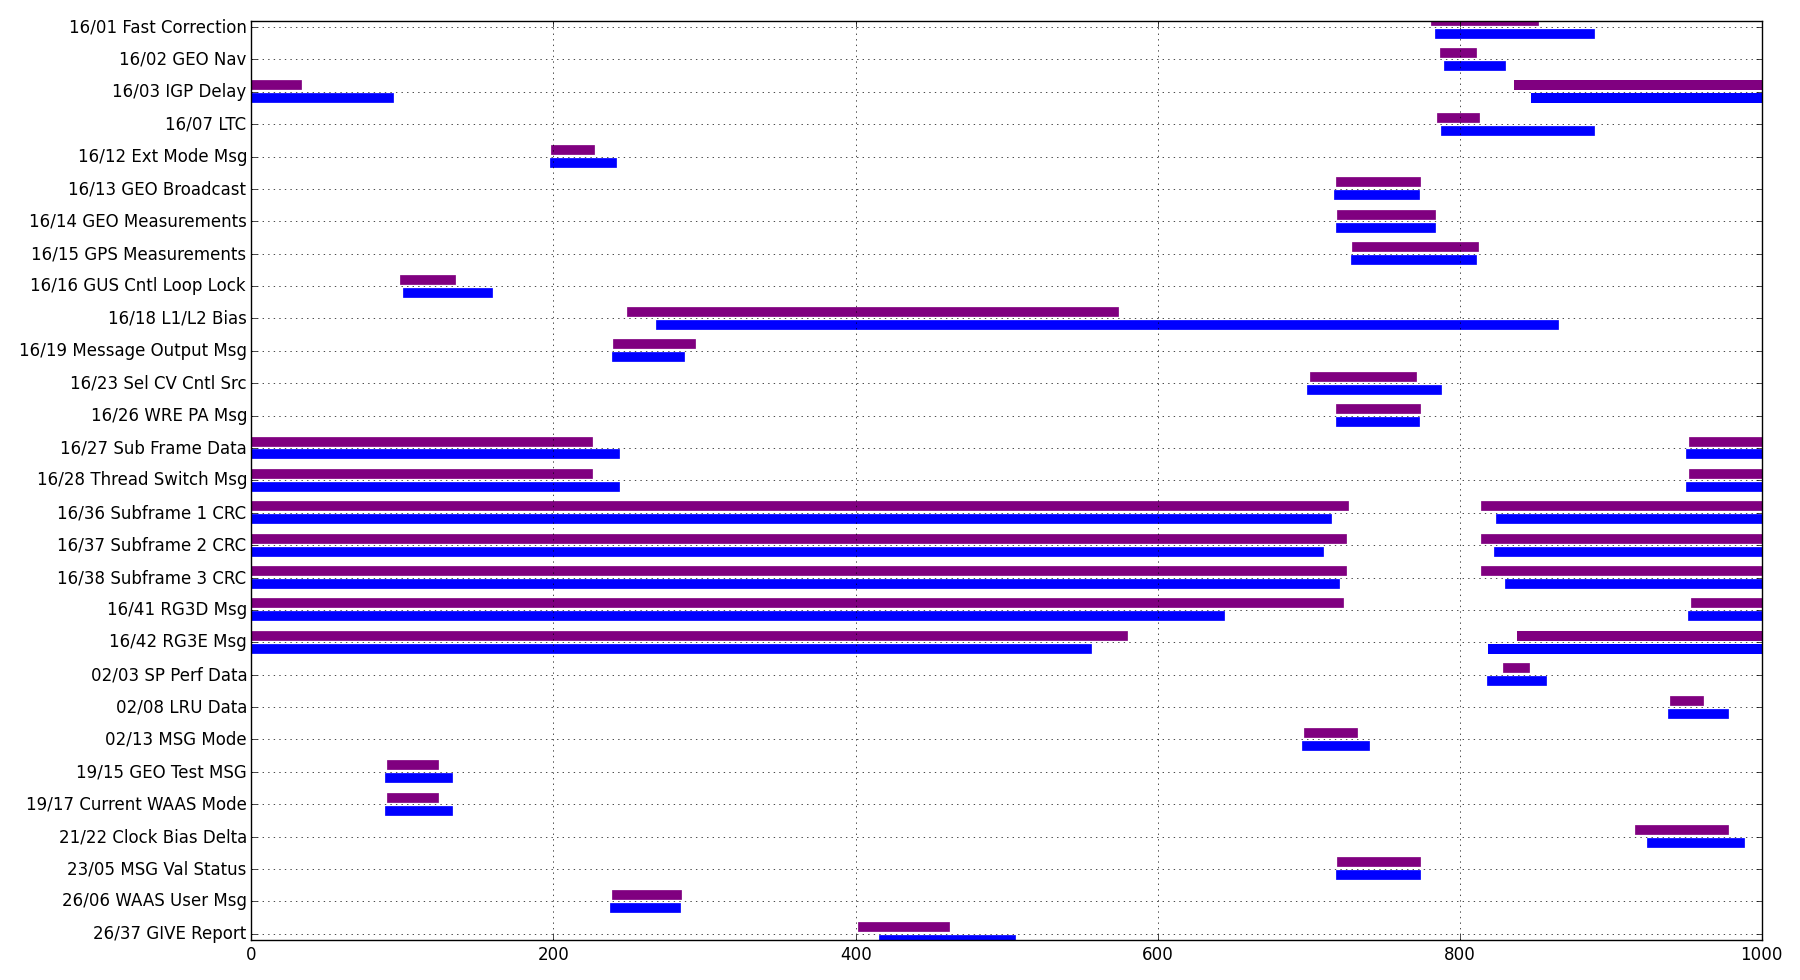 16/01 Fast Correction
16/02 GEO Nav
16/03 IGP Delay
16/07 LTC
16/12 Ext Mode Msg
16/13 GEO Broadcast
16/14 GEO Measurements
16/15 GPS Measurements
16/16 GUS Cntl Loop Lock
16/18 L1/L2 Bias
16/19 Message Output Msg
16/23 Sel CV Cntl Src
16/26 WRE PA Msg
16/27 Sub Frame Data
16/28 Thread Switch Msg
16/36 Subframe 1 CRC
16/37 Subframe 2 CRC
16/38 Subframe 3 CRC
16/41 RG3D Msg
16/42 RG3E Msg
02/03 SP Perf Data
02/08 LRU Data
02/13 MSG Mode
19/15 GEO Test MSG
19/17 Current WAAS Mode
21/22 Clock Bias Delta
23/05 MSG Val Status
26/06 WAAS User Msg
26/37 GIVE Report
0 200 400 600 800 1000